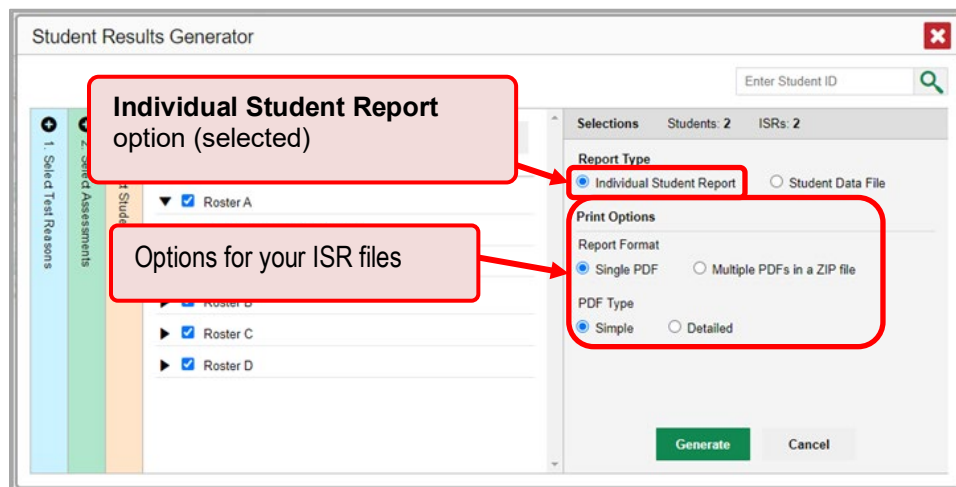 Student Results Generator
Enter Student ID
Individual Student Report
option (selected)
1. Select Test Reasons
2. Select Assessments
t Stude
Roster A
Options for your ISR files
Roster B
Roster C
Roster D
Selections Students: 2 ISRs: 2
Report Type
Individual Student Report Student Data File
Print Options
Report Format
Single PDF Multiple PDFs in a ZIP file
PDF Type
Simple Detailed
Generate Cancel